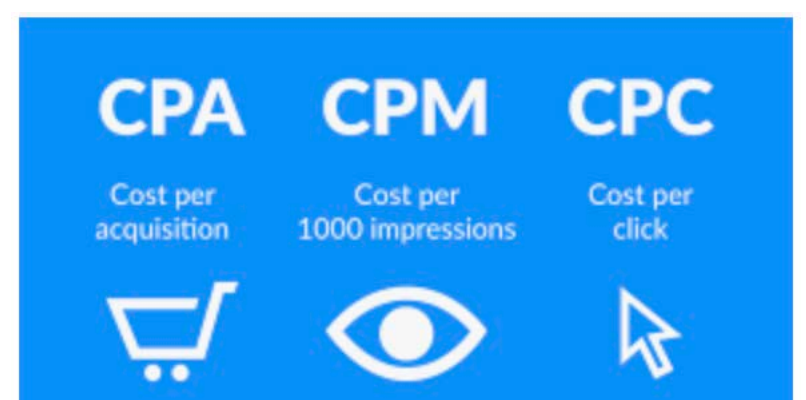 CPA CPM CPC
Cost per acquisition
Cost per 1000 impressions
Cost per click